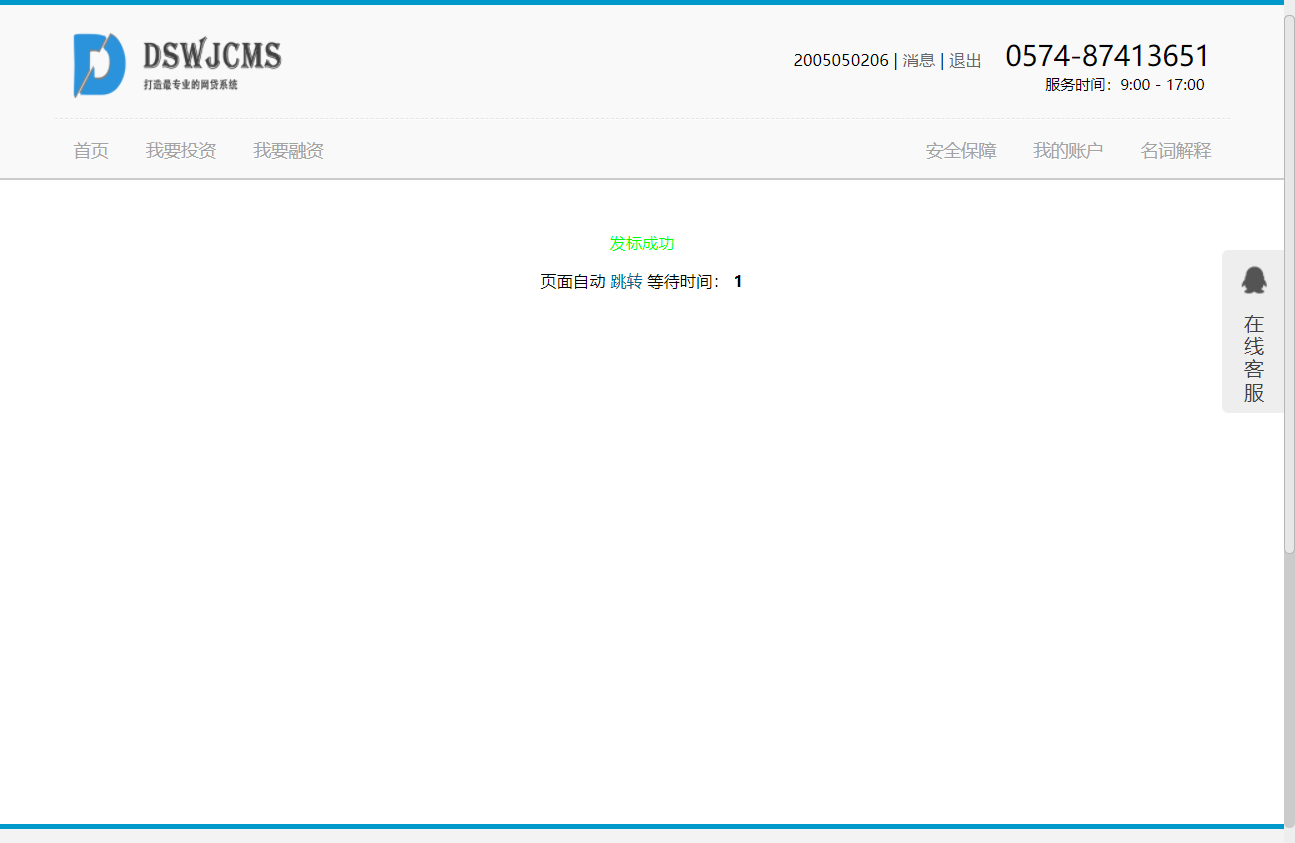 DSWJCMS
打造最专业的网贷系统
2005050206 | 消息 | 退出
0574-87413651
服务时间：9:00 - 17:00
首页 我要投资 我要融资 安全保障 我的账户 名词解释
发标成功
页面自动 跳转 等待时间： 1
在
线
客
服